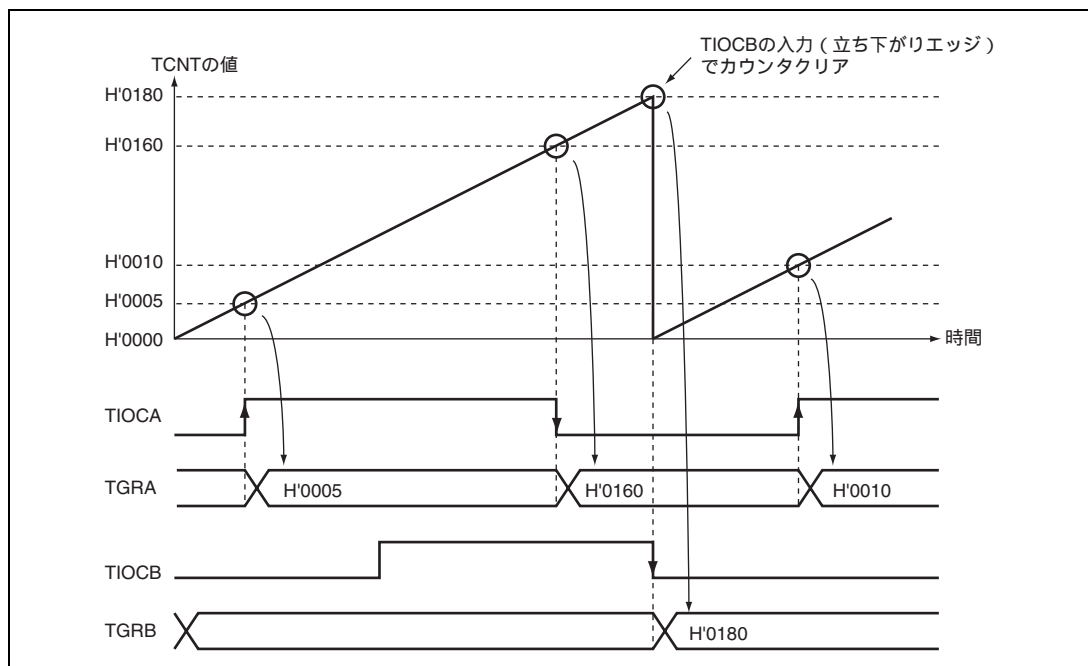 TIOCBの入力(立ち下がりエッジ)
でカウンタクリア
TCNTの値
H'0180
H'0160
H'0010
H'0005
H'0000
時間
TIOCA
TGRA
H'0005
H'0160
H'0010
TIOCB
TGRB
H'0180